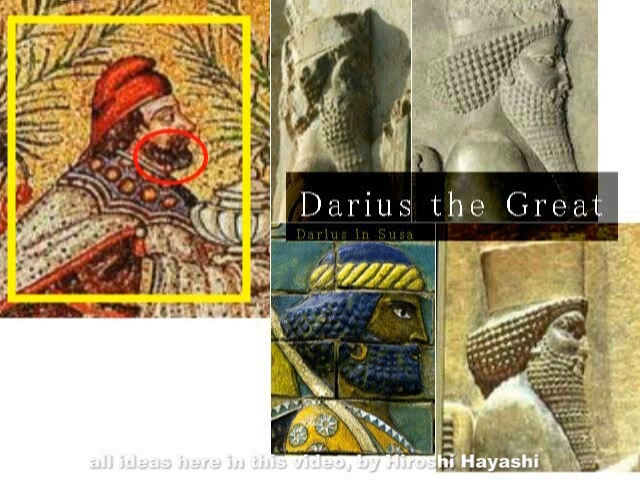 Darius the Great
Darius in Susa
all ideas here in this video, by Hiroshi Hayashi